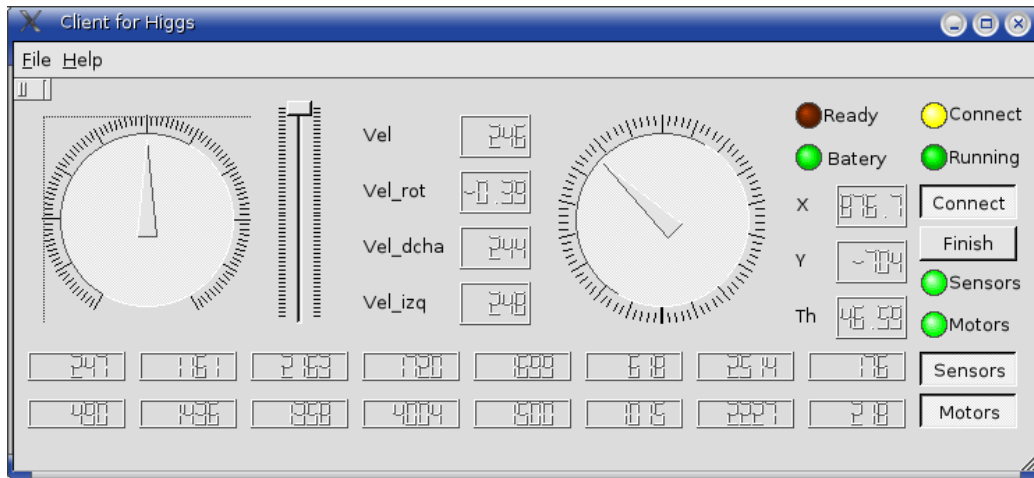 Client for Higgs
File Help
Vel 246
Vel_rot -0.39
Vel_dcha 244
Vel_izq 248
Ready Connect
Batery Running
X 876.7 Connect
Finish
Y -704
Sensors
Th 46.59 Motors
247 1161 2163 1720 1699 618 2514 176 Sensors
490 1436 1358 4004 1500 1015 2227 218 Motors